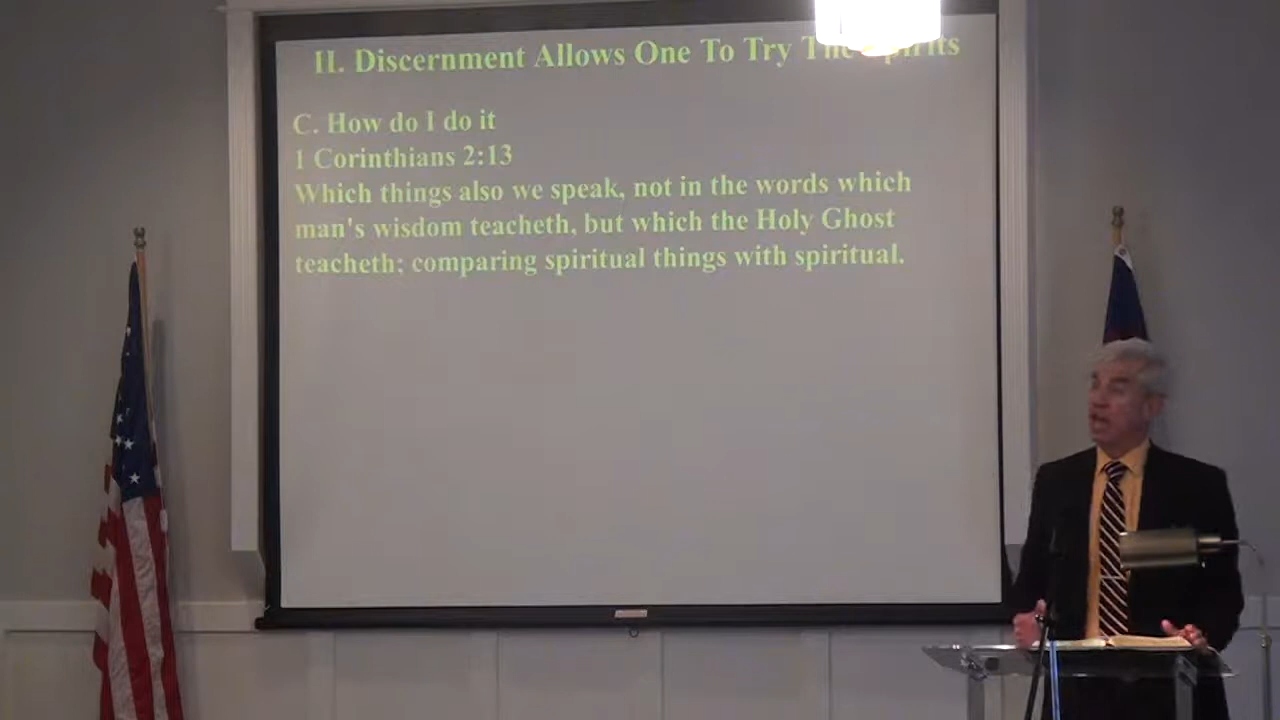 II. Discernment Allows One To Try The Spirits
C. How do I do it
1 Corinthians 2:13
Which things also we speak, not in the words which
man's wisdom teacheth, but which the Holy Ghost
teacheth; comparing spiritual things with spiritual.